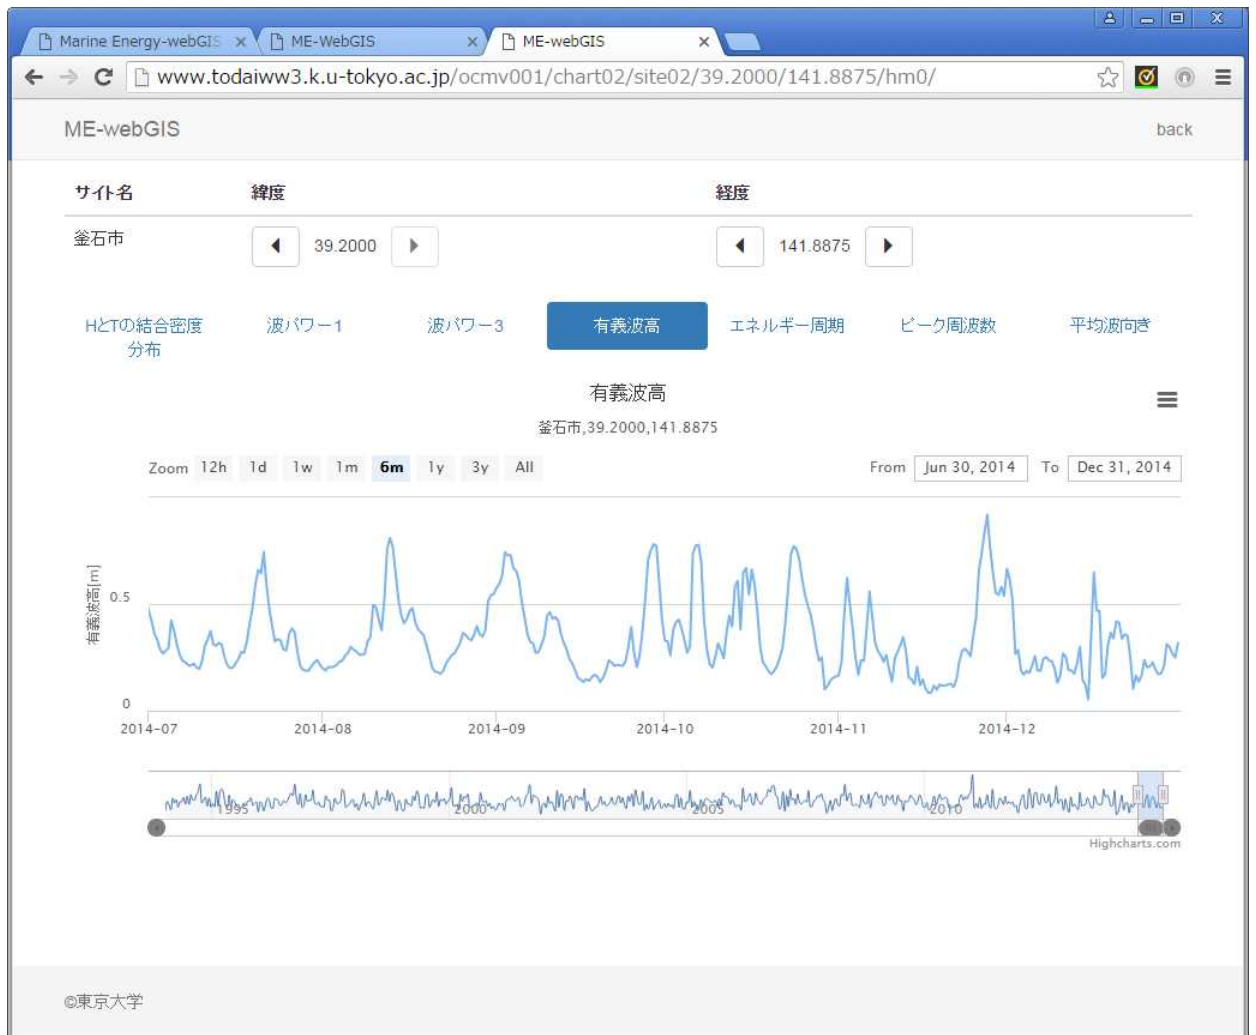 Marine Energy-webGIS
ME-WebGIS
ME-webGIS
www.todaiww3.k.u-tokyo.ac.jp/ocmv001/chart02/site02/39.2000/141.8875/hm0/
ME-webGIS back
サイト名 緯度 経度
釜石市 39.2000 141.8875
HとTの結合密度
分布
波パワー1
波パワー3
有義波高
エネルギー周期
ピーク周波数
平均波向き
有義波高
釜石市,39.2000,141.8875
Zoom 12h 1d 1w 1m 6m 1y 3y All From Jun 30, 2014 To Dec 31, 2014
有義波高[m]
0.5
0
2014-07 2014-08 2014-09 2014-10 2014-11 2014-12
1995 2000 2005 2010
Highcharts.com
©東京大学